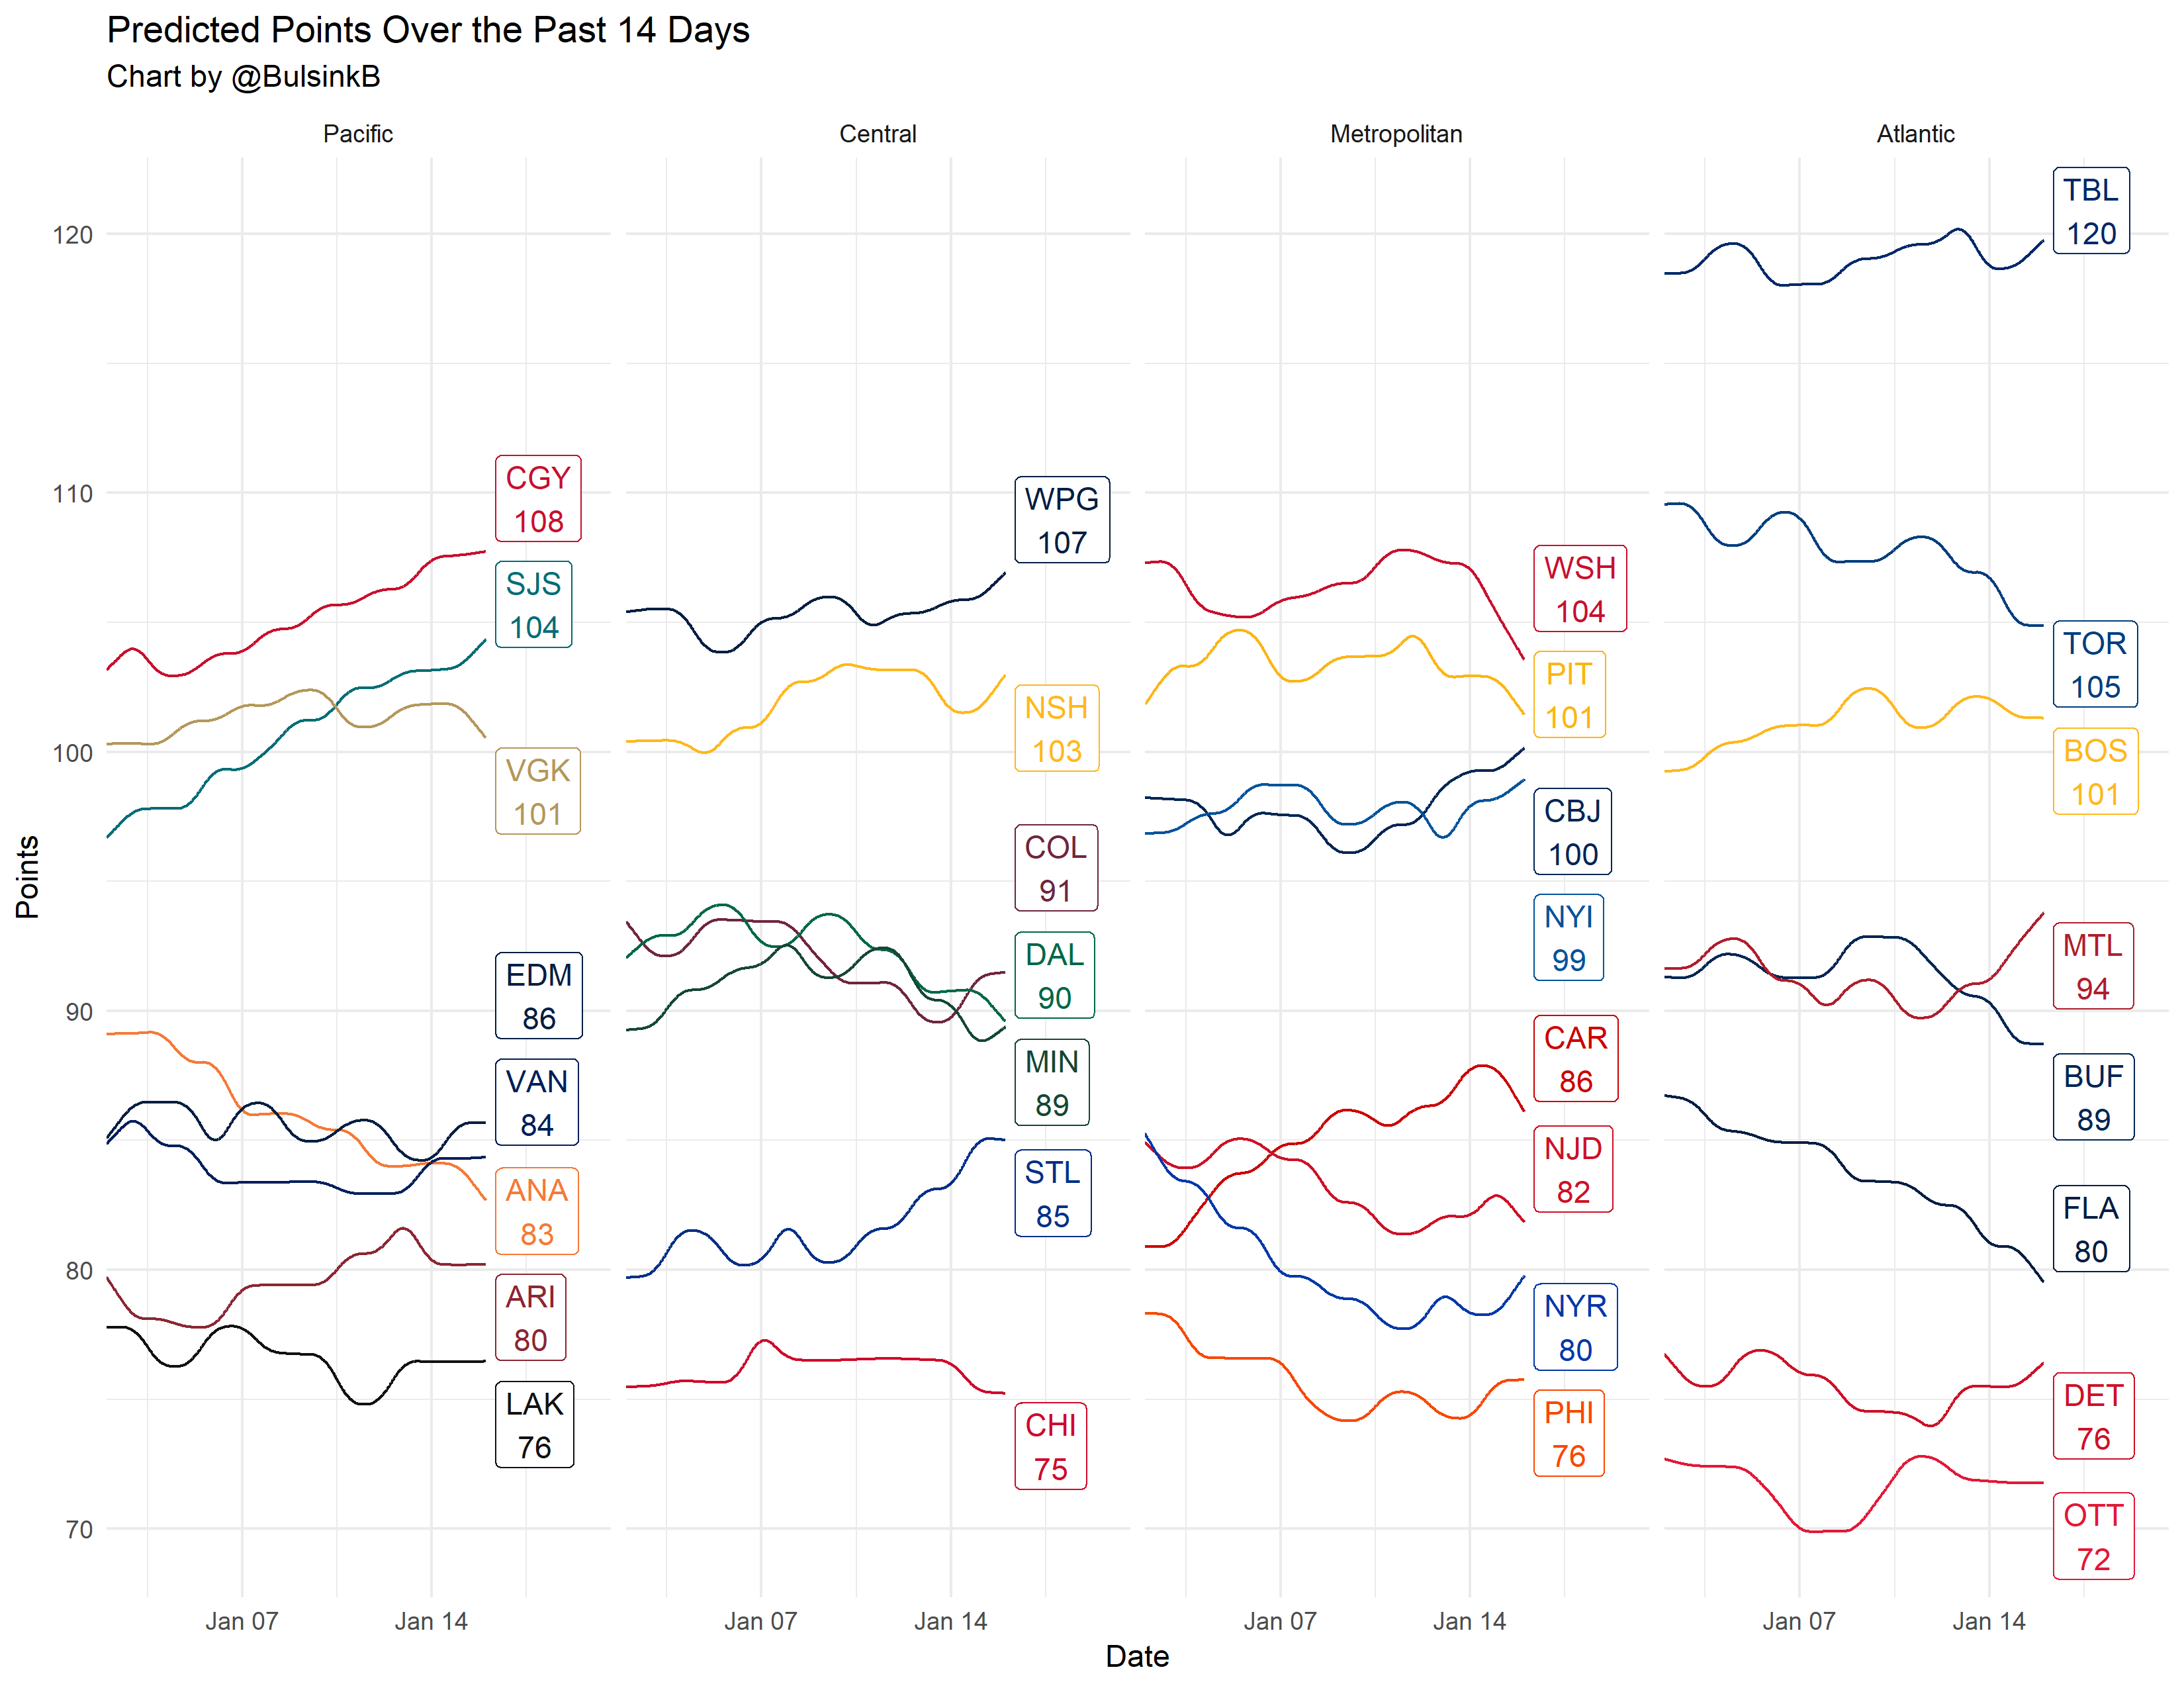 Predicted Points Over the Past 14 Days
Chart by @BulsinkB
Pacific
Central
Metropolitan
Atlantic
Points
120
110
100
90
80
70
CGY
108
SJS
104
VGK
101
EDM
86
VAN
84
ANA
83
ARI
80
LAK
76
WPG
107
NSH
103
COL
91
DAL
90
MIN
89
STL
85
CHI
75
WSH
104
PIT
101
CBJ
100
NYI
99
CAR
86
NJD
82
NYR
80
PHI
76
TBL
120
TOR
105
BOS
101
MTL
94
BUF
89
FLA
80
DET
76
OTT
72
Jan 07
Jan 14
Jan 07
Jan 14
Jan 07
Jan 14
Jan 07
Jan 14
Date